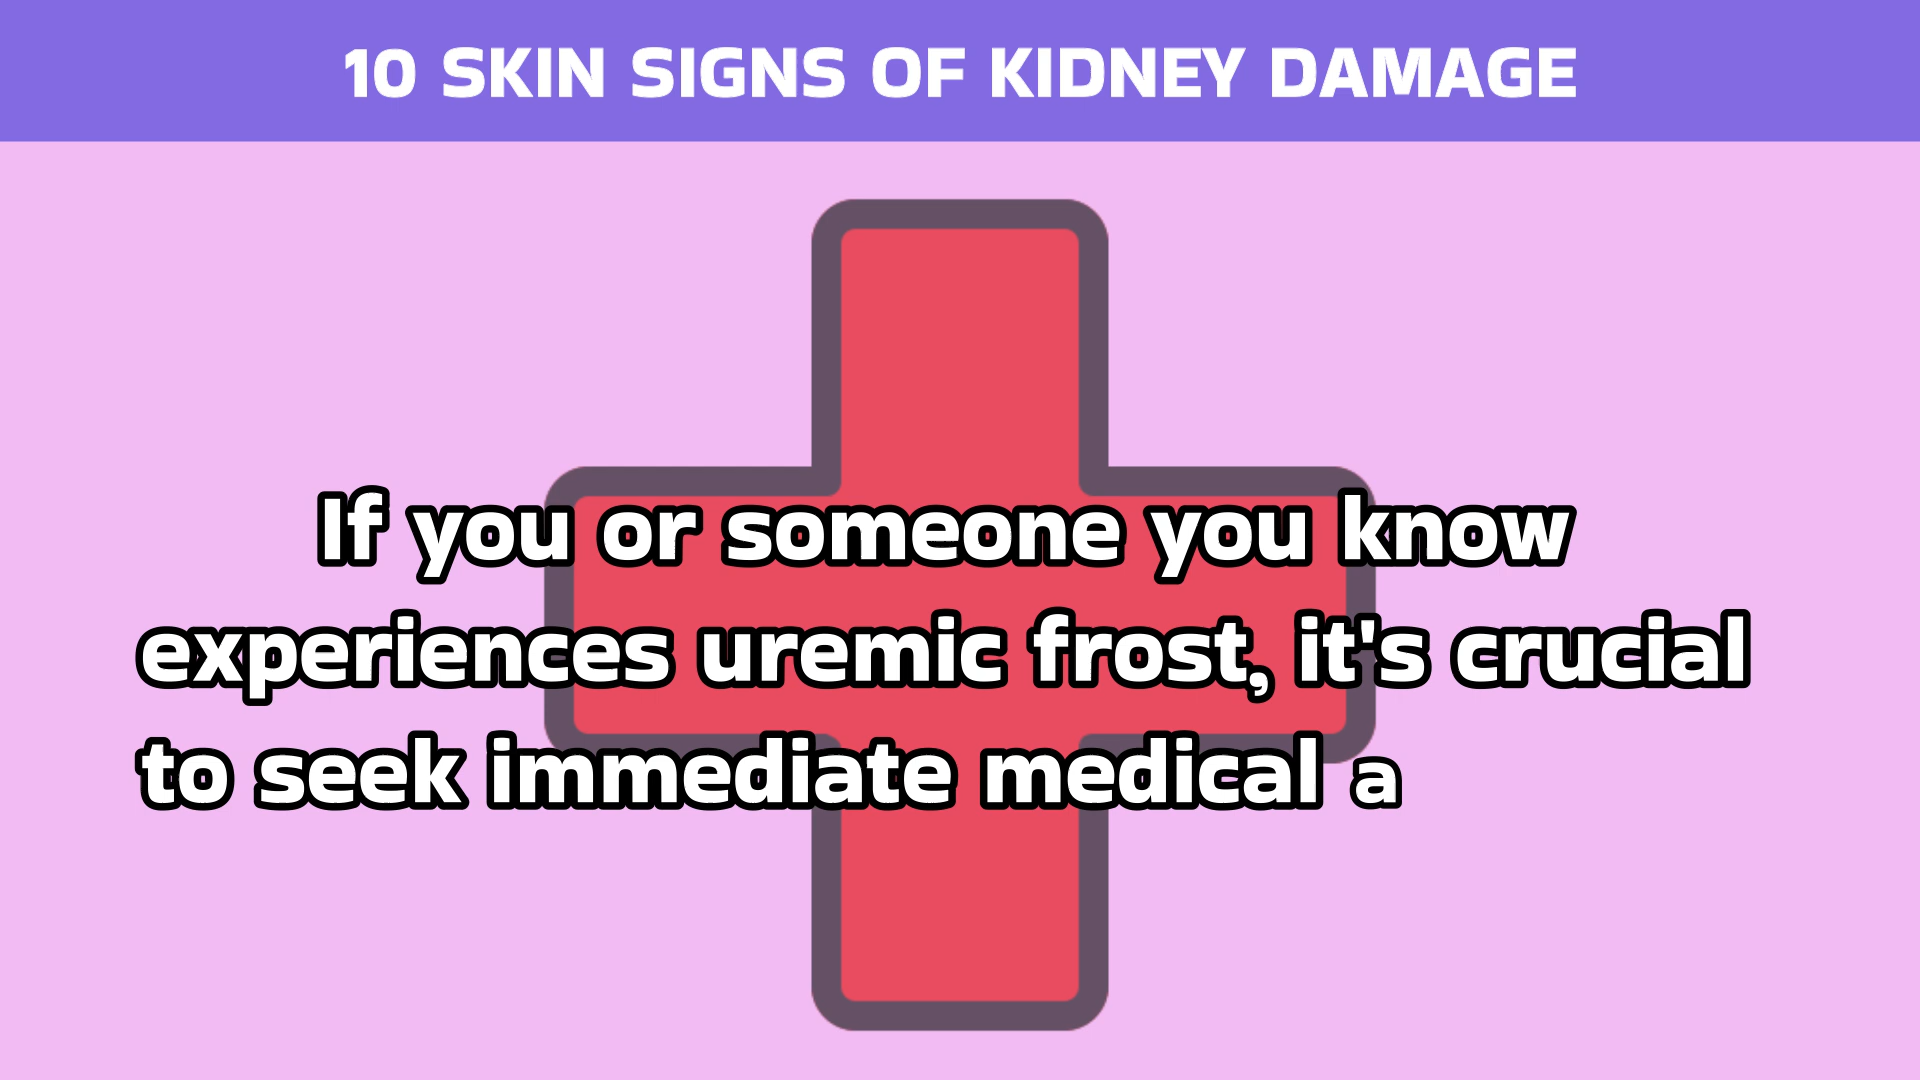 10 SKIN SIGNS OF KIDNEY DAMAGE
If you or someone you know
experiences uremic frost, it's crucial
to seek immediate medical a